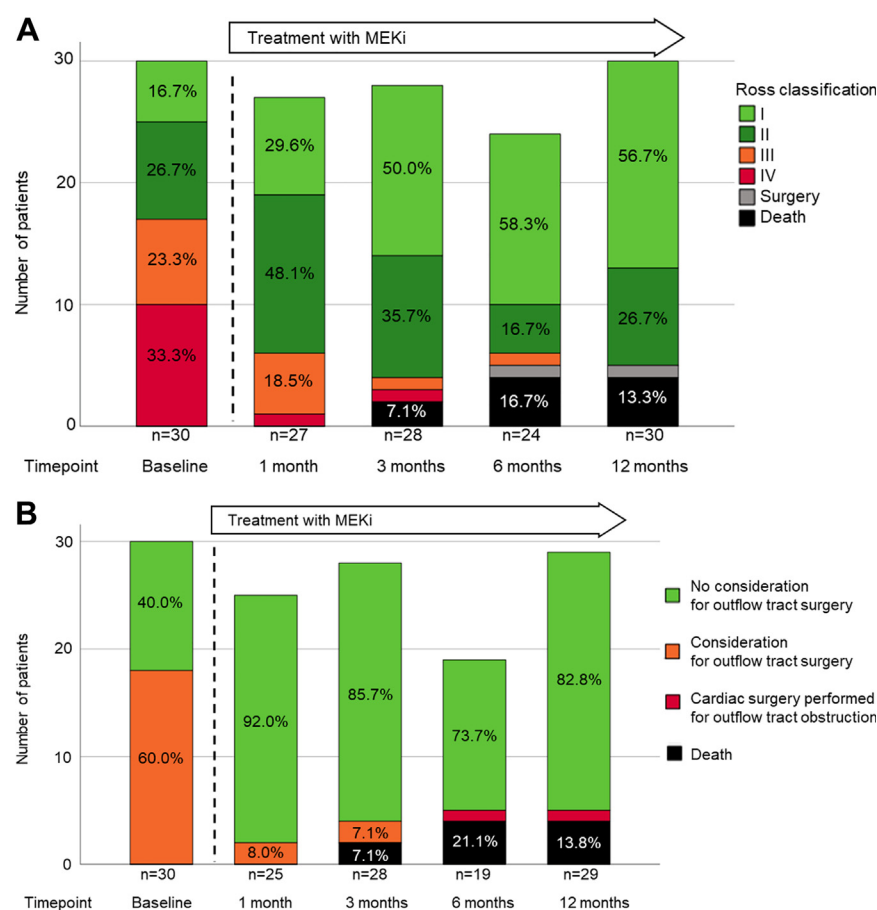 A
Treatment with MEKi
Number of patients
30
20
10
0
16.7%
26.7%
23.3%
33.3%
29.6%
48.1%
18.5%
50.0%
35.7%
7.1%
58.3%
16.7%
16.7%
56.7%
26.7%
13.3%
Ross classification
I
II
III
IV
Surgery
Death
n=30 n=27 n=28 n=24 n=30
Timepoint Baseline 1 month 3 months 6 months 12 months
B
Treatment with MEKi
Number of patients
30
20
10
0
40.0%
60.0%
92.0%
8.0%
85.7%
7.1%
7.1%
73.7%
21.1%
82.8%
13.8%
No consideration
for outflow tract surgery
Consideration
for outflow tract surgery
Cardiac surgery performed
for outflow tract obstruction
Death
n=30 n=25 n=28 n=19 n=29
Timepoint Baseline 1 month 3 months 6 months 12 months